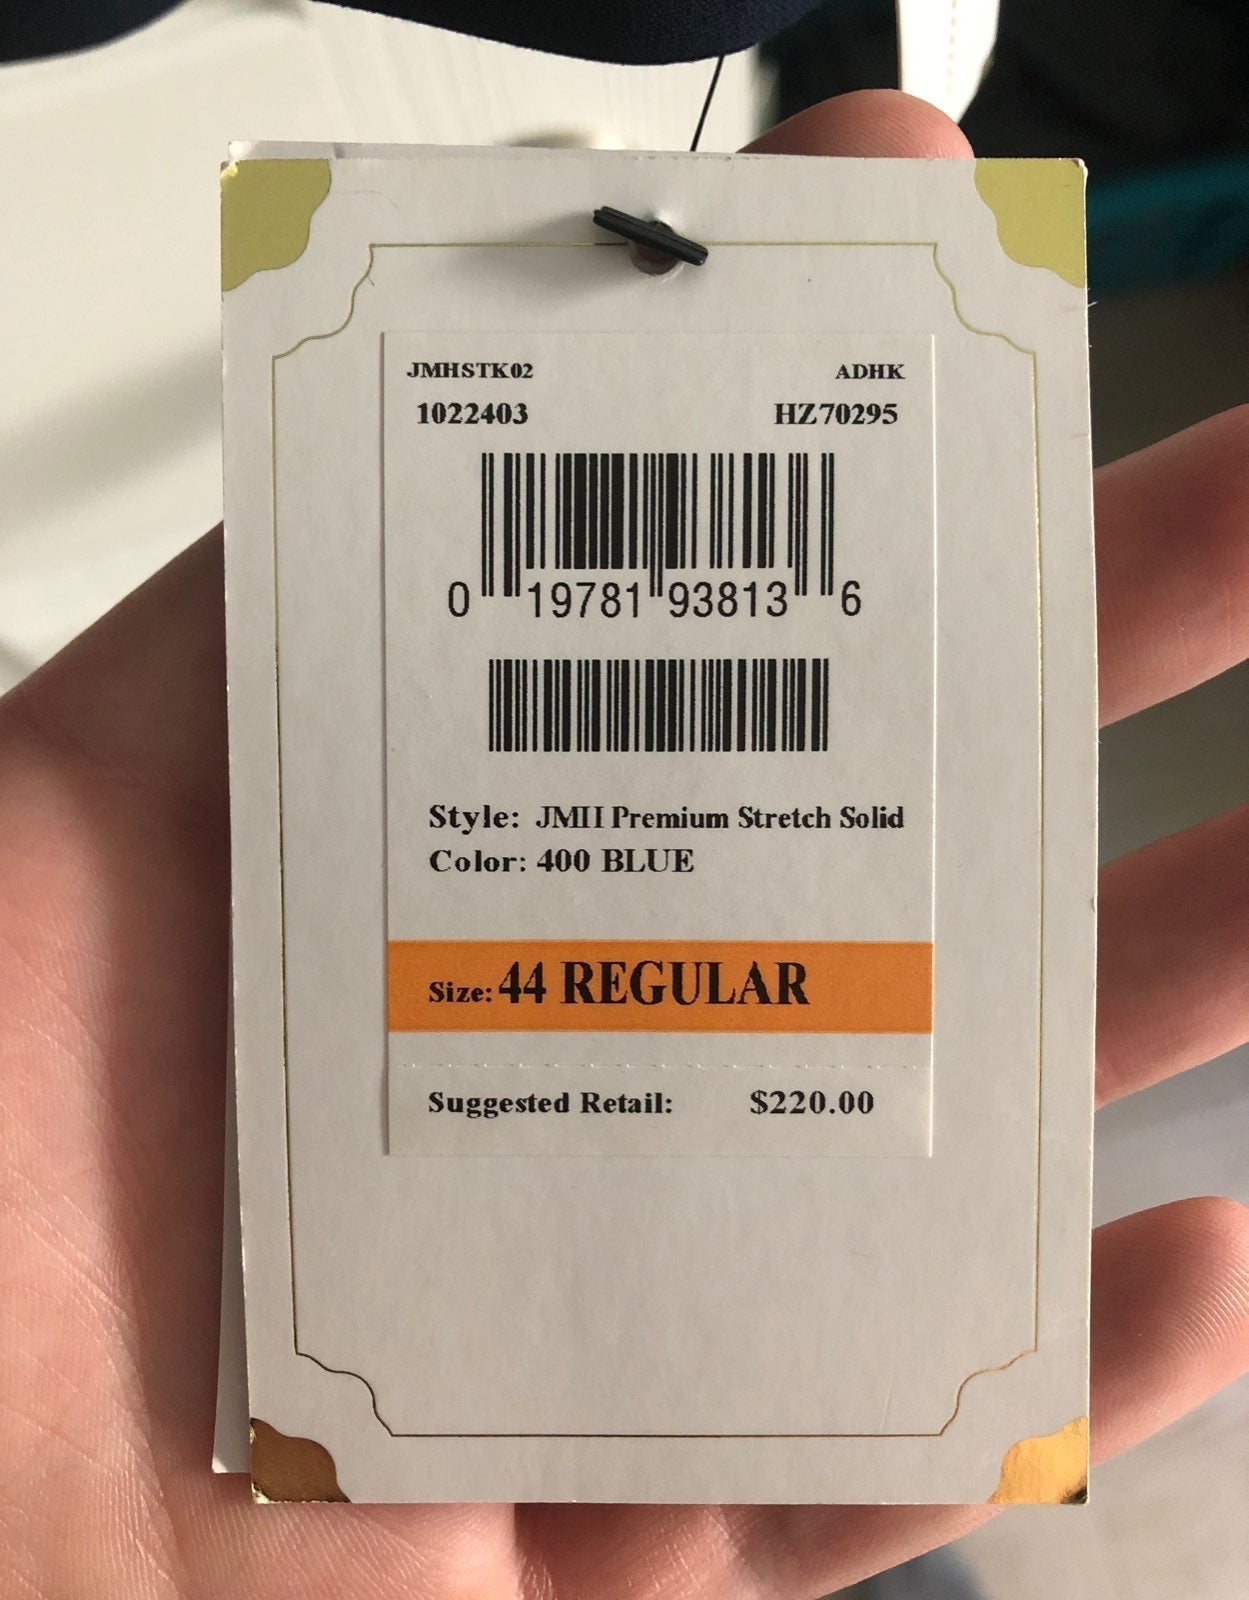 JMHSTK02 ADHK
1022403 HZ70295
0 19781 93813 6
Style: JMII Premium Stretch Solid
Color: 400 BLUE
Size: 44 REGULAR
Suggested Retail: $220.00